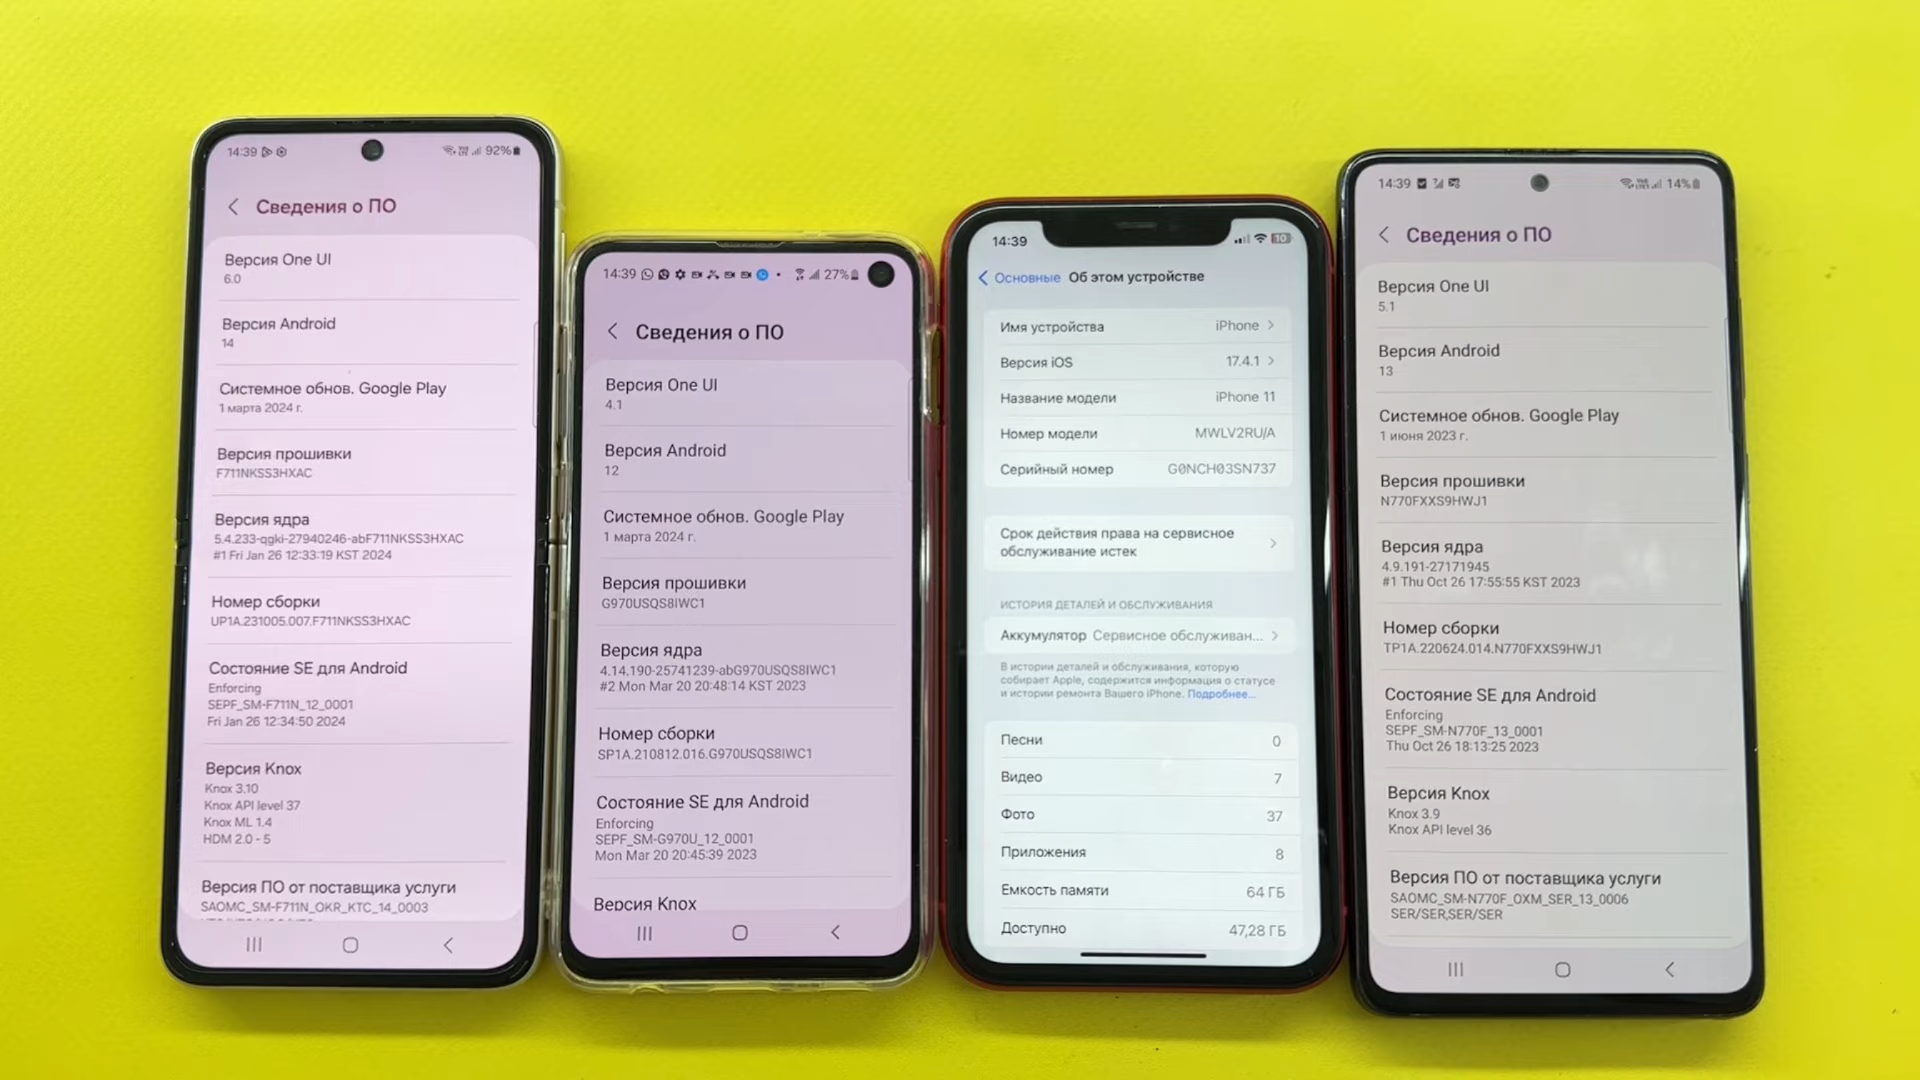 14:39
92%
Сведения о ПО
Версия One UI
6.0
Версия Android
14
Системное обнов. Google Play
1 марта 2024 г.
Версия прошивки
F711NKSS3HXAC
Версия ядра
5.4.233-qgki-27940246-abF711NKSS3HXAC
#1 Fri Jan 26 12:33:19 KST 2024
Номер сборки
UP1A.231005.007.F711NKSS3HXAC
Состояние SE для Android
Enforcing
SEPF_SM-F711N_12_0001
Fri Jan 26 12:34:50 2024
Версия Knox
Knox 3.10
Knox API level 37
Knox ML 1.4
HDM 2.0 - 5
Версия ПО от поставщика услуги
SAOMC_SM-F711N_OKR_KTC_14_0003
14:39
27%
Сведения о ПО
Версия One UI
4.1
Версия Android
12
Системное обнов. Google Play
1 марта 2024 г.
Версия прошивки
G970USQS8IWC1
Версия ядра
4.14.190-25741239-abG970USQS8IWC1
#2 Mon Mar 20 20:48:14 KST 2023
Номер сборки
SP1A.210812.016.G970USQS8IWC1
Состояние SE для Android
Enforcing
SEPF_SM-G970U_12_0001
Mon Mar 20 20:45:39 2023
Версия Knox
14:39
10
Основные Об этом устройстве
Имя устройства iPhone
Версия iOS 17.4.1
Название модели iPhone 11
Номер модели MWLV2RU/A
Серийный номер G0NCH03SN737
Срок действия права на сервисное
обслуживание истек
ИСТОРИЯ ДЕТАЛЕЙ И ОБСЛУЖИВАНИЯ
Аккумулятор Сервисное обслуживан...
В истории деталей и обслуживания, которую
собирает Apple, содержится информация о статусе
и истории ремонта Вашего iPhone. Подробнее...
Песни 0
Видео 7
Фото 37
Приложения 8
Емкость памяти 64 ГБ
Доступно 47,28 ГБ
14:39
14%
Сведения о ПО
Версия One UI
5.1
Версия Android
13
Системное обнов. Google Play
1 июня 2023 г.
Версия прошивки
N770FXXS9HWJ1
Версия ядра
4.9.191-27171945
#1 Thu Oct 26 17:55:55 KST 2023
Номер сборки
TP1A.220624.014.N770FXXS9HWJ1
Состояние SE для Android
Enforcing
SEPF_SM-N770F_13_0001
Thu Oct 26 18:13:25 2023
Версия Knox
Knox 3.9
Knox API level 36
Версия ПО от поставщика услуги
SAOMC_SM-N770F_OXM_SER_13_0006
SER/SER,SER/SER